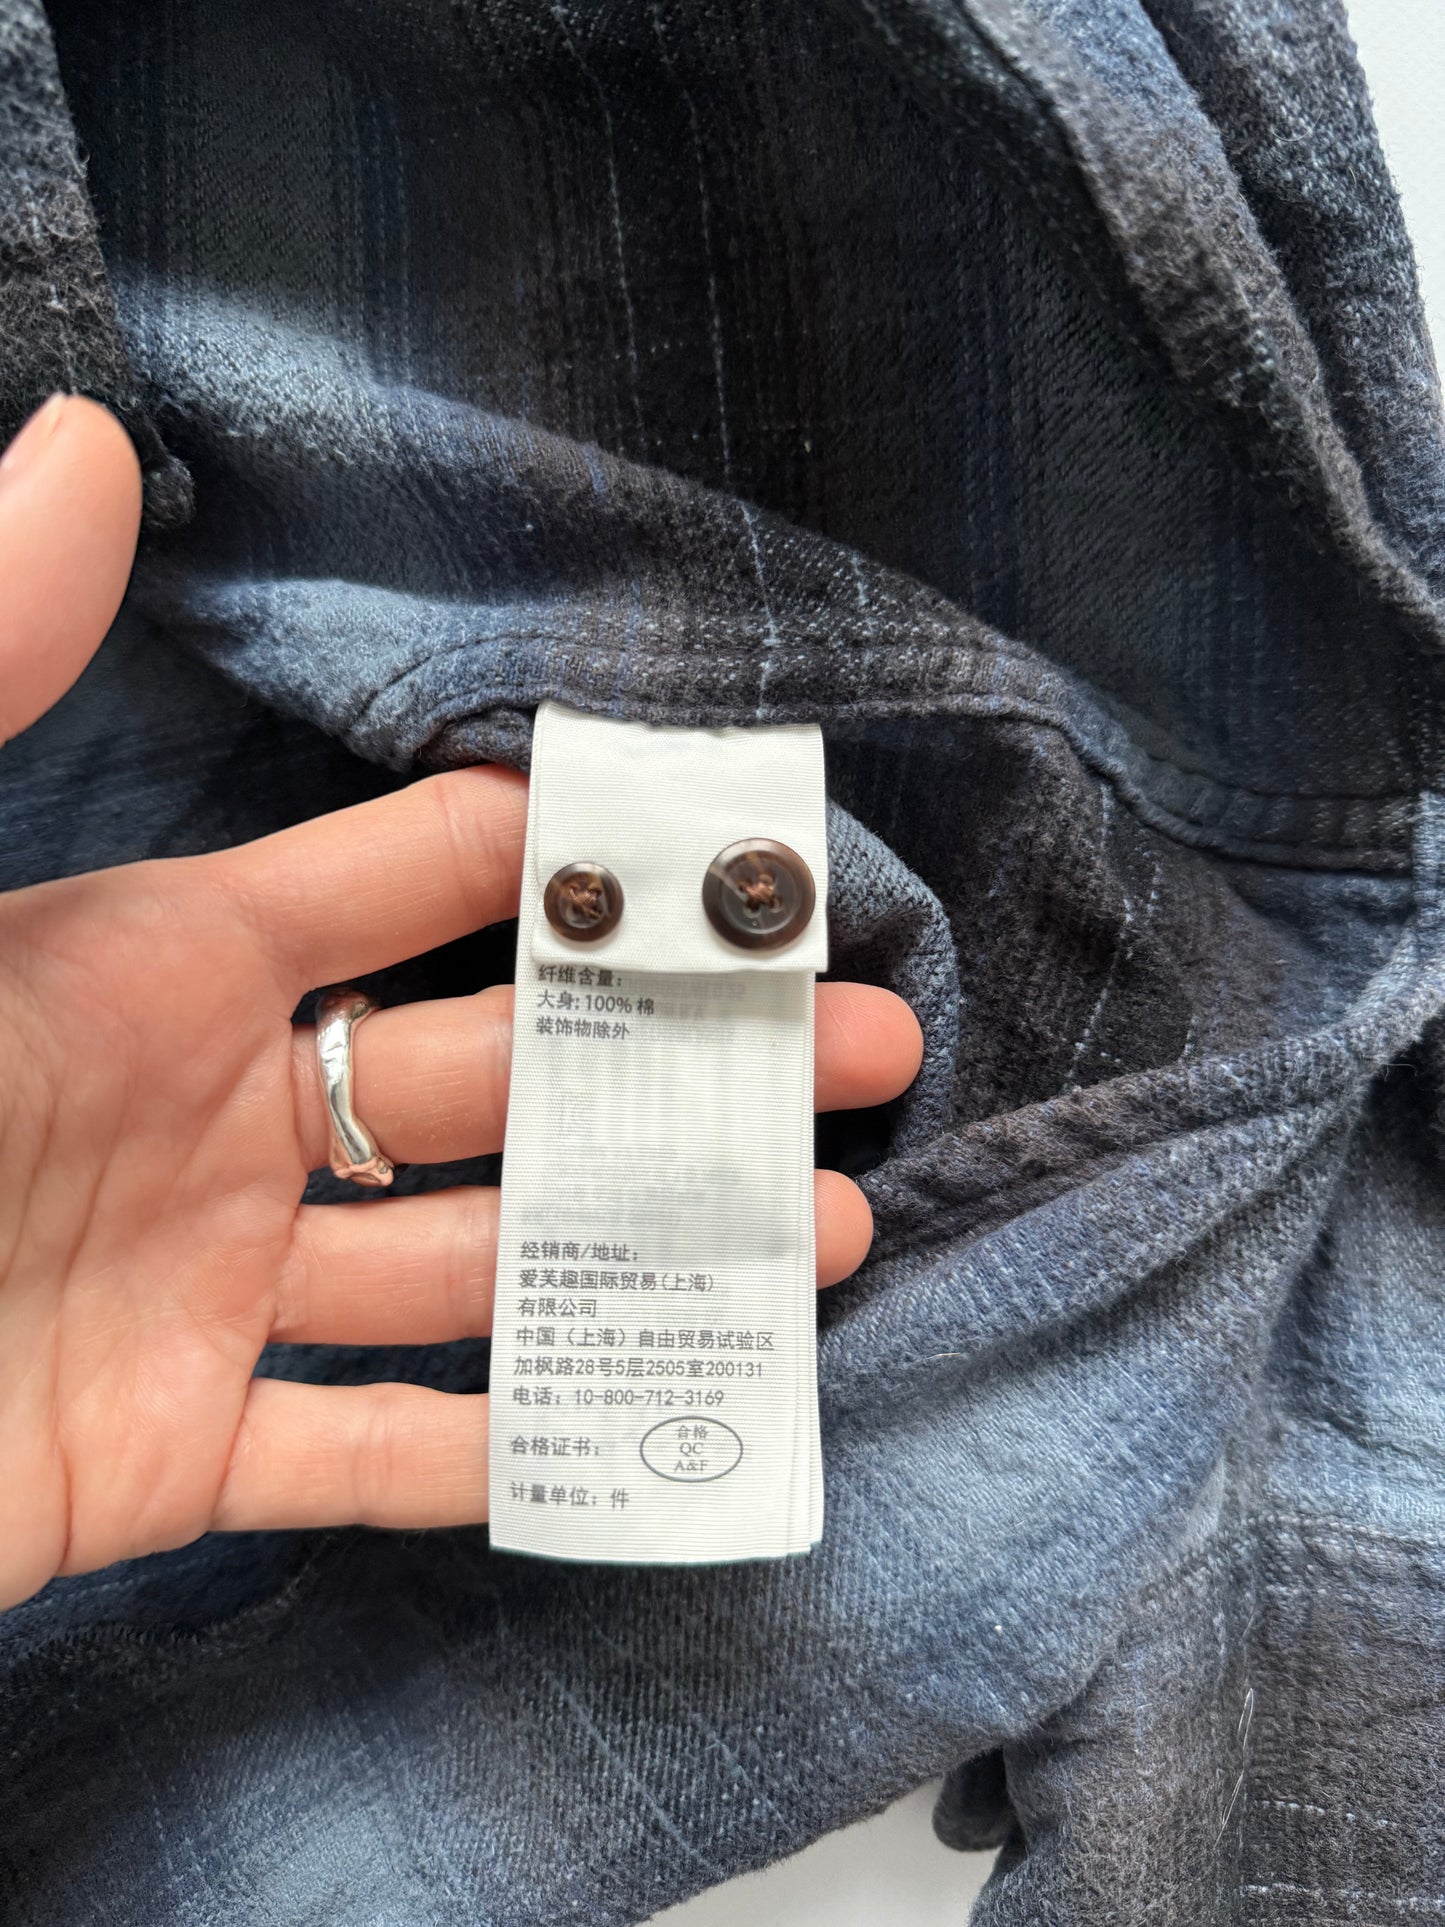 纤维含量：
大身: 100% 棉
装饰物除外
经销商/地址：
爱芙趣国际贸易(上海)
有限公司
中国（上海）自由贸易试验区
加枫路28号5层2505室200131
电话：10-800-712-3169
合格证书：
合格
QC
A&F
计量单位：件